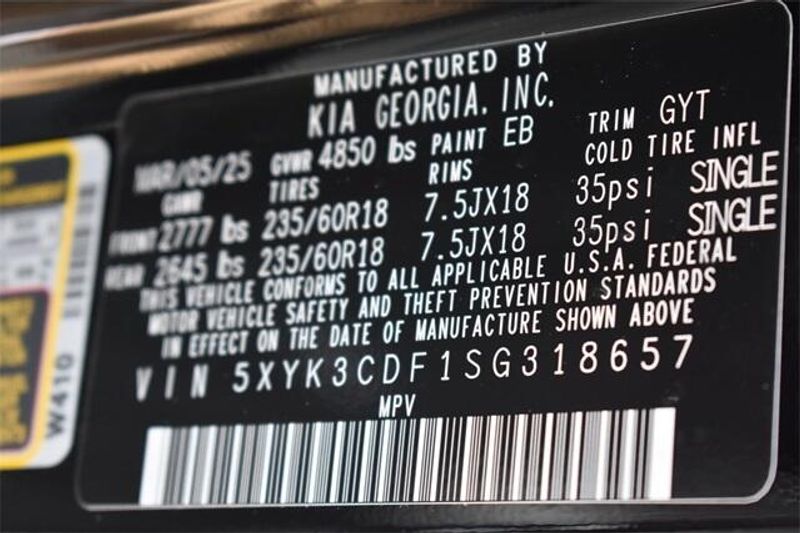 MANUFACTURED BY
KIA GEORGIA. INC.
MAR/05/25 GVWR 4850 lbs PAINT EB TRIM GYT
GAWR TIRES RIMS COLD TIRE INFL
FRONT 2777 lbs 235/60R18 7.5JX18 35psi SINGLE
REAR 2645 lbs 235/60R18 7.5JX18 35psi SINGLE
THIS VEHICLE CONFORMS TO ALL APPLICABLE U.S.A. FEDERAL
MOTOR VEHICLE SAFETY AND THEFT PREVENTION STANDARDS
IN EFFECT ON THE DATE OF MANUFACTURE SHOWN ABOVE
VIN 5XYK3CDF1SG318657
MPV
W410